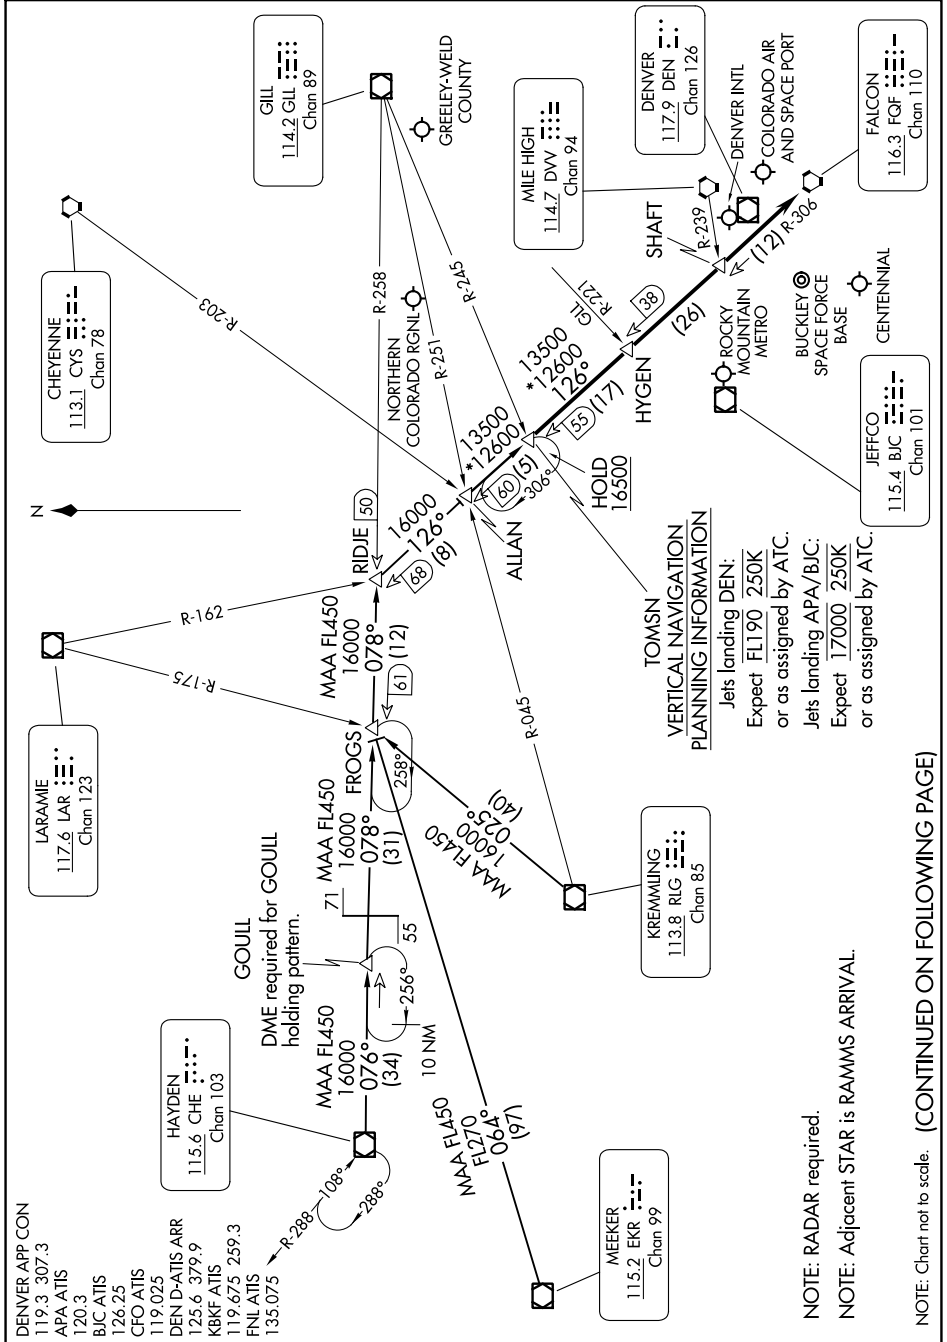 DENVER APP CON
119.3 307.3
APA ATIS
120.3
BJC ATIS
126.25
CFO ATIS
119.025
DEN D-ATIS ARR
125.6 379.9
KBKF ATIS
119.675 259.3
FNL ATIS
135.075
HAYDEN
115.6 CHE
Chan 103
LARAMIE
117.6 LAR
Chan 123
CHEYENNE
113.1 CYS
Chan 78
GILL
114.2 GLL
Chan 89
GREELEY-WELD
COUNTY
N
R-203
R-258
R-251
R-245
NORTHERN
COLORADO RGNL
R-162
R-175
R-288
108°
288°
MAA FL450
16000
076°
(34)
GOULL
DME required for GOULL
holding pattern.
256°
10 NM
71
55
MAA FL450
16000
078°
(31)
FROGS
258°
61
MAA FL450
16000
078°
(12)
RIDJE
50
68
16000
126°
(8)
ALLAN
60
13500
*12600
(5)
306°
HOLD
16500
TOMSN
55
13500
*12600
126°
(17)
GLL
R-221
HYGEN
38
(26)
SHAFT
R-239
(12)
R-306
MILE HIGH
114.7 DVV
Chan 94
DENVER
117.9 DEN
Chan 126
DENVER INTL
COLORADO AIR
AND SPACE PORT
FALCON
116.3 FQF
Chan 110
ROCKY
MOUNTAIN
METRO
BUCKLEY
SPACE FORCE
BASE
CENTENNIAL
JEFFCO
115.4 BJC
Chan 101
MAA FL450
FL270
064°
(97)
MEEKER
115.2 EKR
Chan 99
MAA FL450
16000
025°
(40)
R-045
KREMMLING
113.8 RLG
Chan 85
VERTICAL NAVIGATION
PLANNING INFORMATION
Jets landing DEN:
Expect FL190 250K
or as assigned by ATC.
Jets landing APA/BJC:
Expect 17000 250K
or as assigned by ATC.
NOTE: RADAR required.
NOTE: Adjacent STAR is RAMMS ARRIVAL.
NOTE: Chart not to scale.
(CONTINUED ON FOLLOWING PAGE)